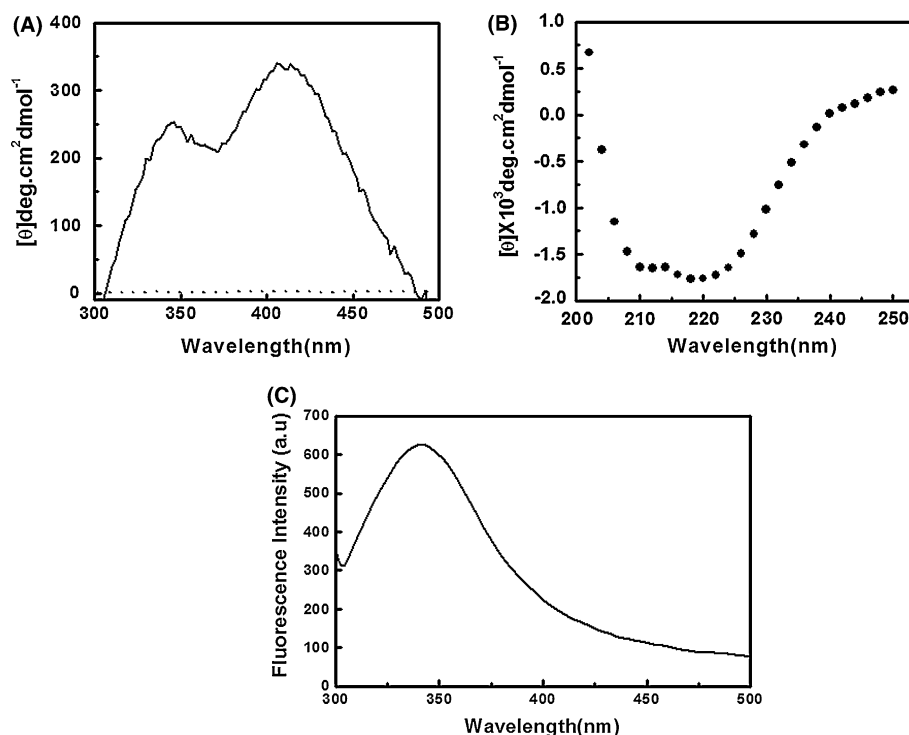 (A)
400
300
200
100
0
[θ]deg.cm²dmol⁻¹
300 350 400 450 500
Wavelength(nm)
(B)
1.0
0.5
0.0
-0.5
-1.0
-1.5
-2.0
[θ]X10³deg.cm²dmol⁻¹
200 210 220 230 240 250
Wavelength(nm)
(C)
700
600
500
400
300
200
100
0
Fluorescence Intensity (a.u)
300 350 400 450 500
Wavelength(nm)